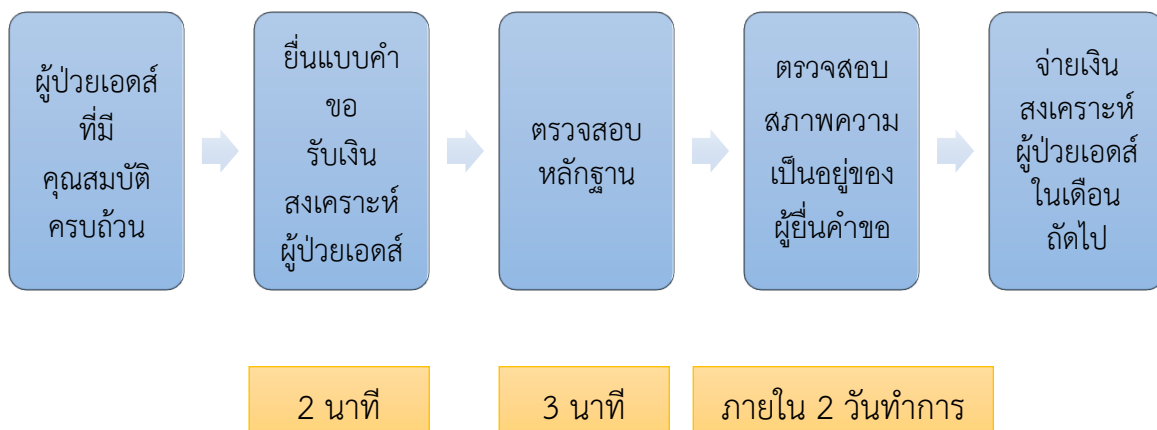 ผู้ป่วยเอดส์
ที่มี
คุณสมบัติ
ครบถ้วน
ยื่นแบบคำ
ขอ
รับเงิน
สงเคราะห์
ผู้ป่วยเอดส์
ตรวจสอบ
หลักฐาน
ตรวจสอบ
สภาพความ
เป็นอยู่ของ
ผู้ยื่นคำขอ
จ่ายเงิน
สงเคราะห์
ผู้ป่วยเอดส์
ในเดือน
ถัดไป
2 นาที
3 นาที
ภายใน 2 วันทำการ